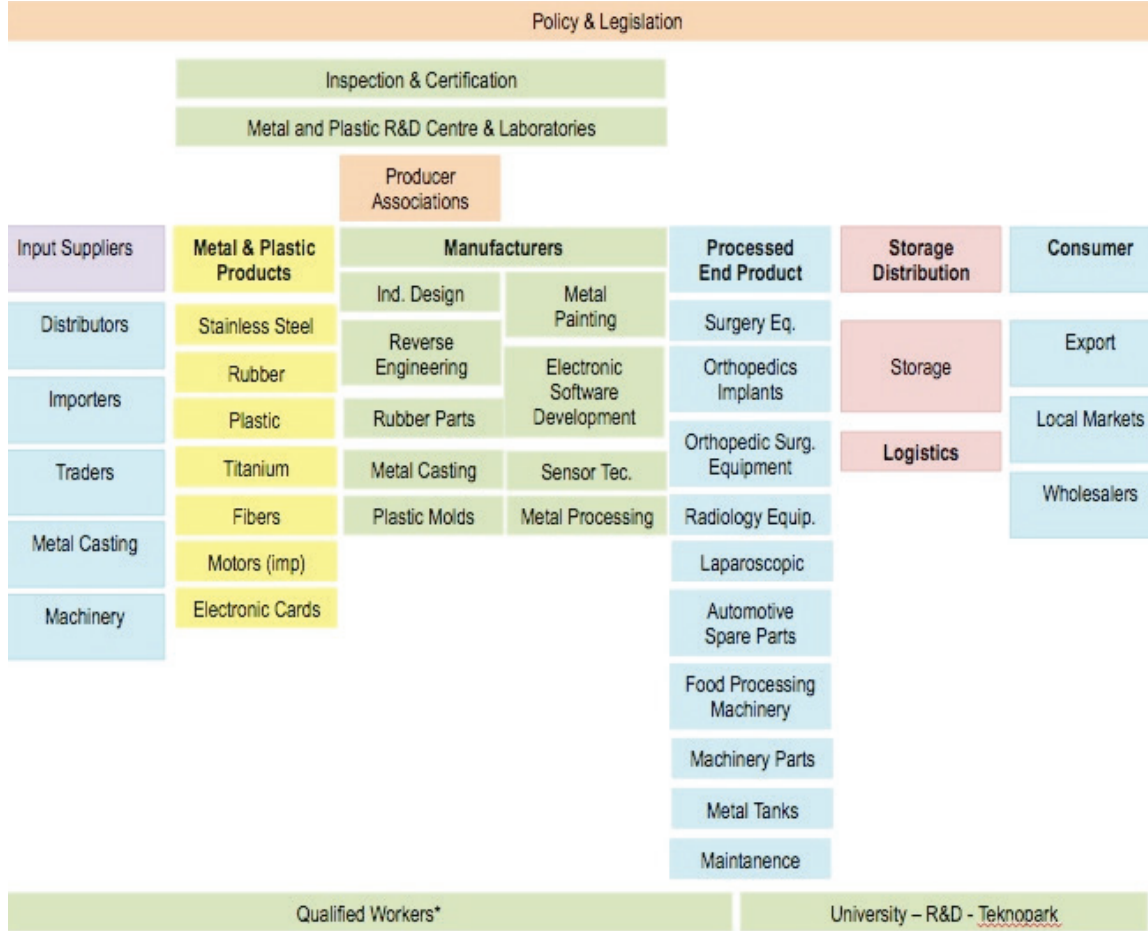 Policy & Legislation
Inspection & Certification
Metal and Plastic R&D Centre & Laboratories
Producer
Associations
Input Suppliers
Distributors
Importers
Traders
Metal Casting
Machinery
Metal & Plastic
Products
Stainless Steel
Rubber
Plastic
Titanium
Fibers
Motors (imp)
Electronic Cards
Manufacturers
Ind. Design
Reverse
Engineering
Rubber Parts
Metal Casting
Plastic Molds
Metal
Painting
Electronic
Software
Development
Sensor Tec.
Metal Processing
Processed
End Product
Surgery Eq.
Orthopedics
Implants
Orthopedic Surg.
Equipment
Radiology Equip.
Laparoscopic
Automotive
Spare Parts
Food Processing
Machinery
Machinery Parts
Metal Tanks
Maintanence
Storage
Distribution
Storage
Logistics
Consumer
Export
Local Markets
Wholesalers
Qualified Workers*
University – R&D - Teknopark